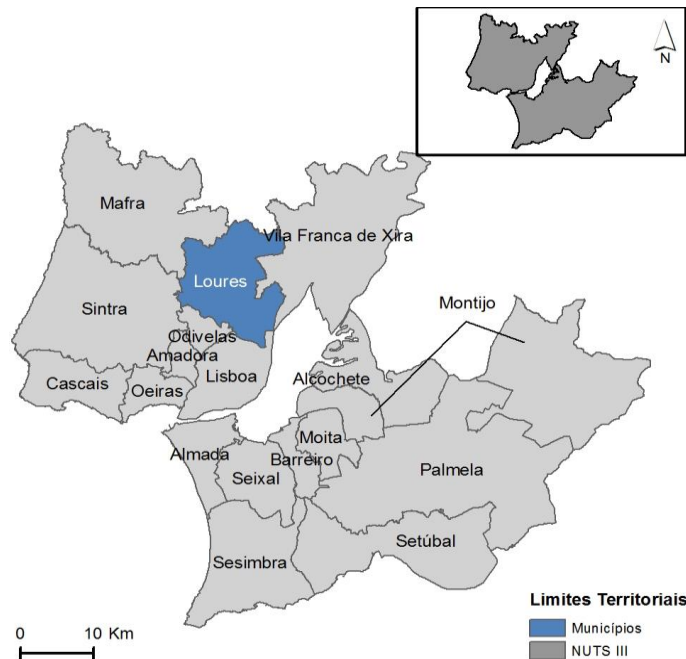 N
Mafra
Vila Franca de Xira
Loures
Sintra
Montijo
Odivelas
Amadora
Lisboa
Alcochete
Cascais
Oeiras
Moita
Almada
Barreiro
Seixal
Palmela
Setúbal
Sesimbra
Limites Territoriais
0 10 Km
Municípios
NUTS III